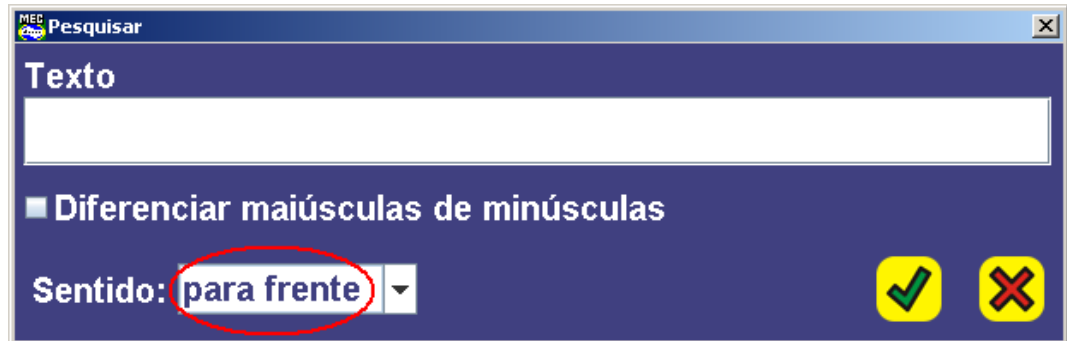 MEC
Pesquisar
Texto
Diferenciar maiúsculas de minúsculas
Sentido: para frente